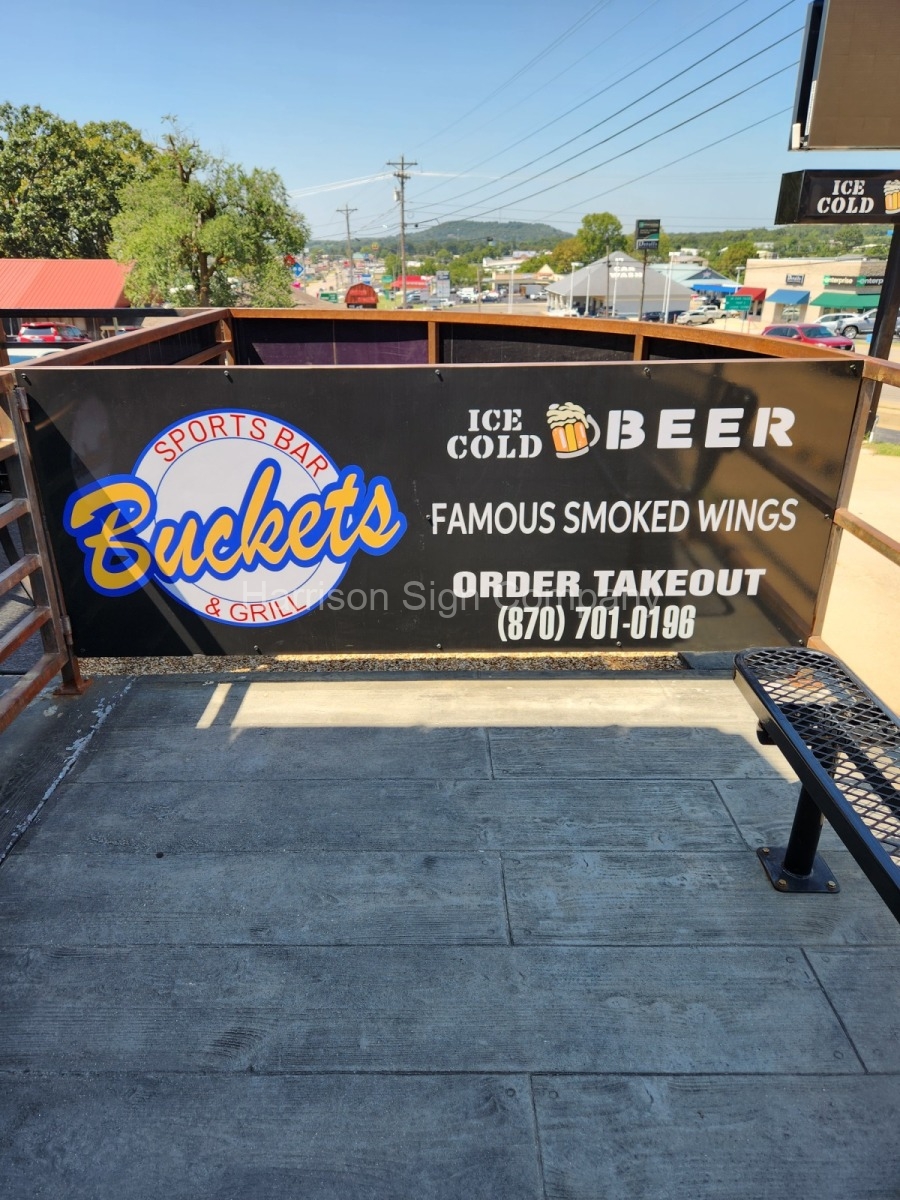 ICE
COLD
SPORTS BAR
Buckets
& GRILL
ICE
COLD BEER
FAMOUS SMOKED WINGS
ORDER TAKEOUT
(870) 701-0196
Harrison Sign Company
enterprise